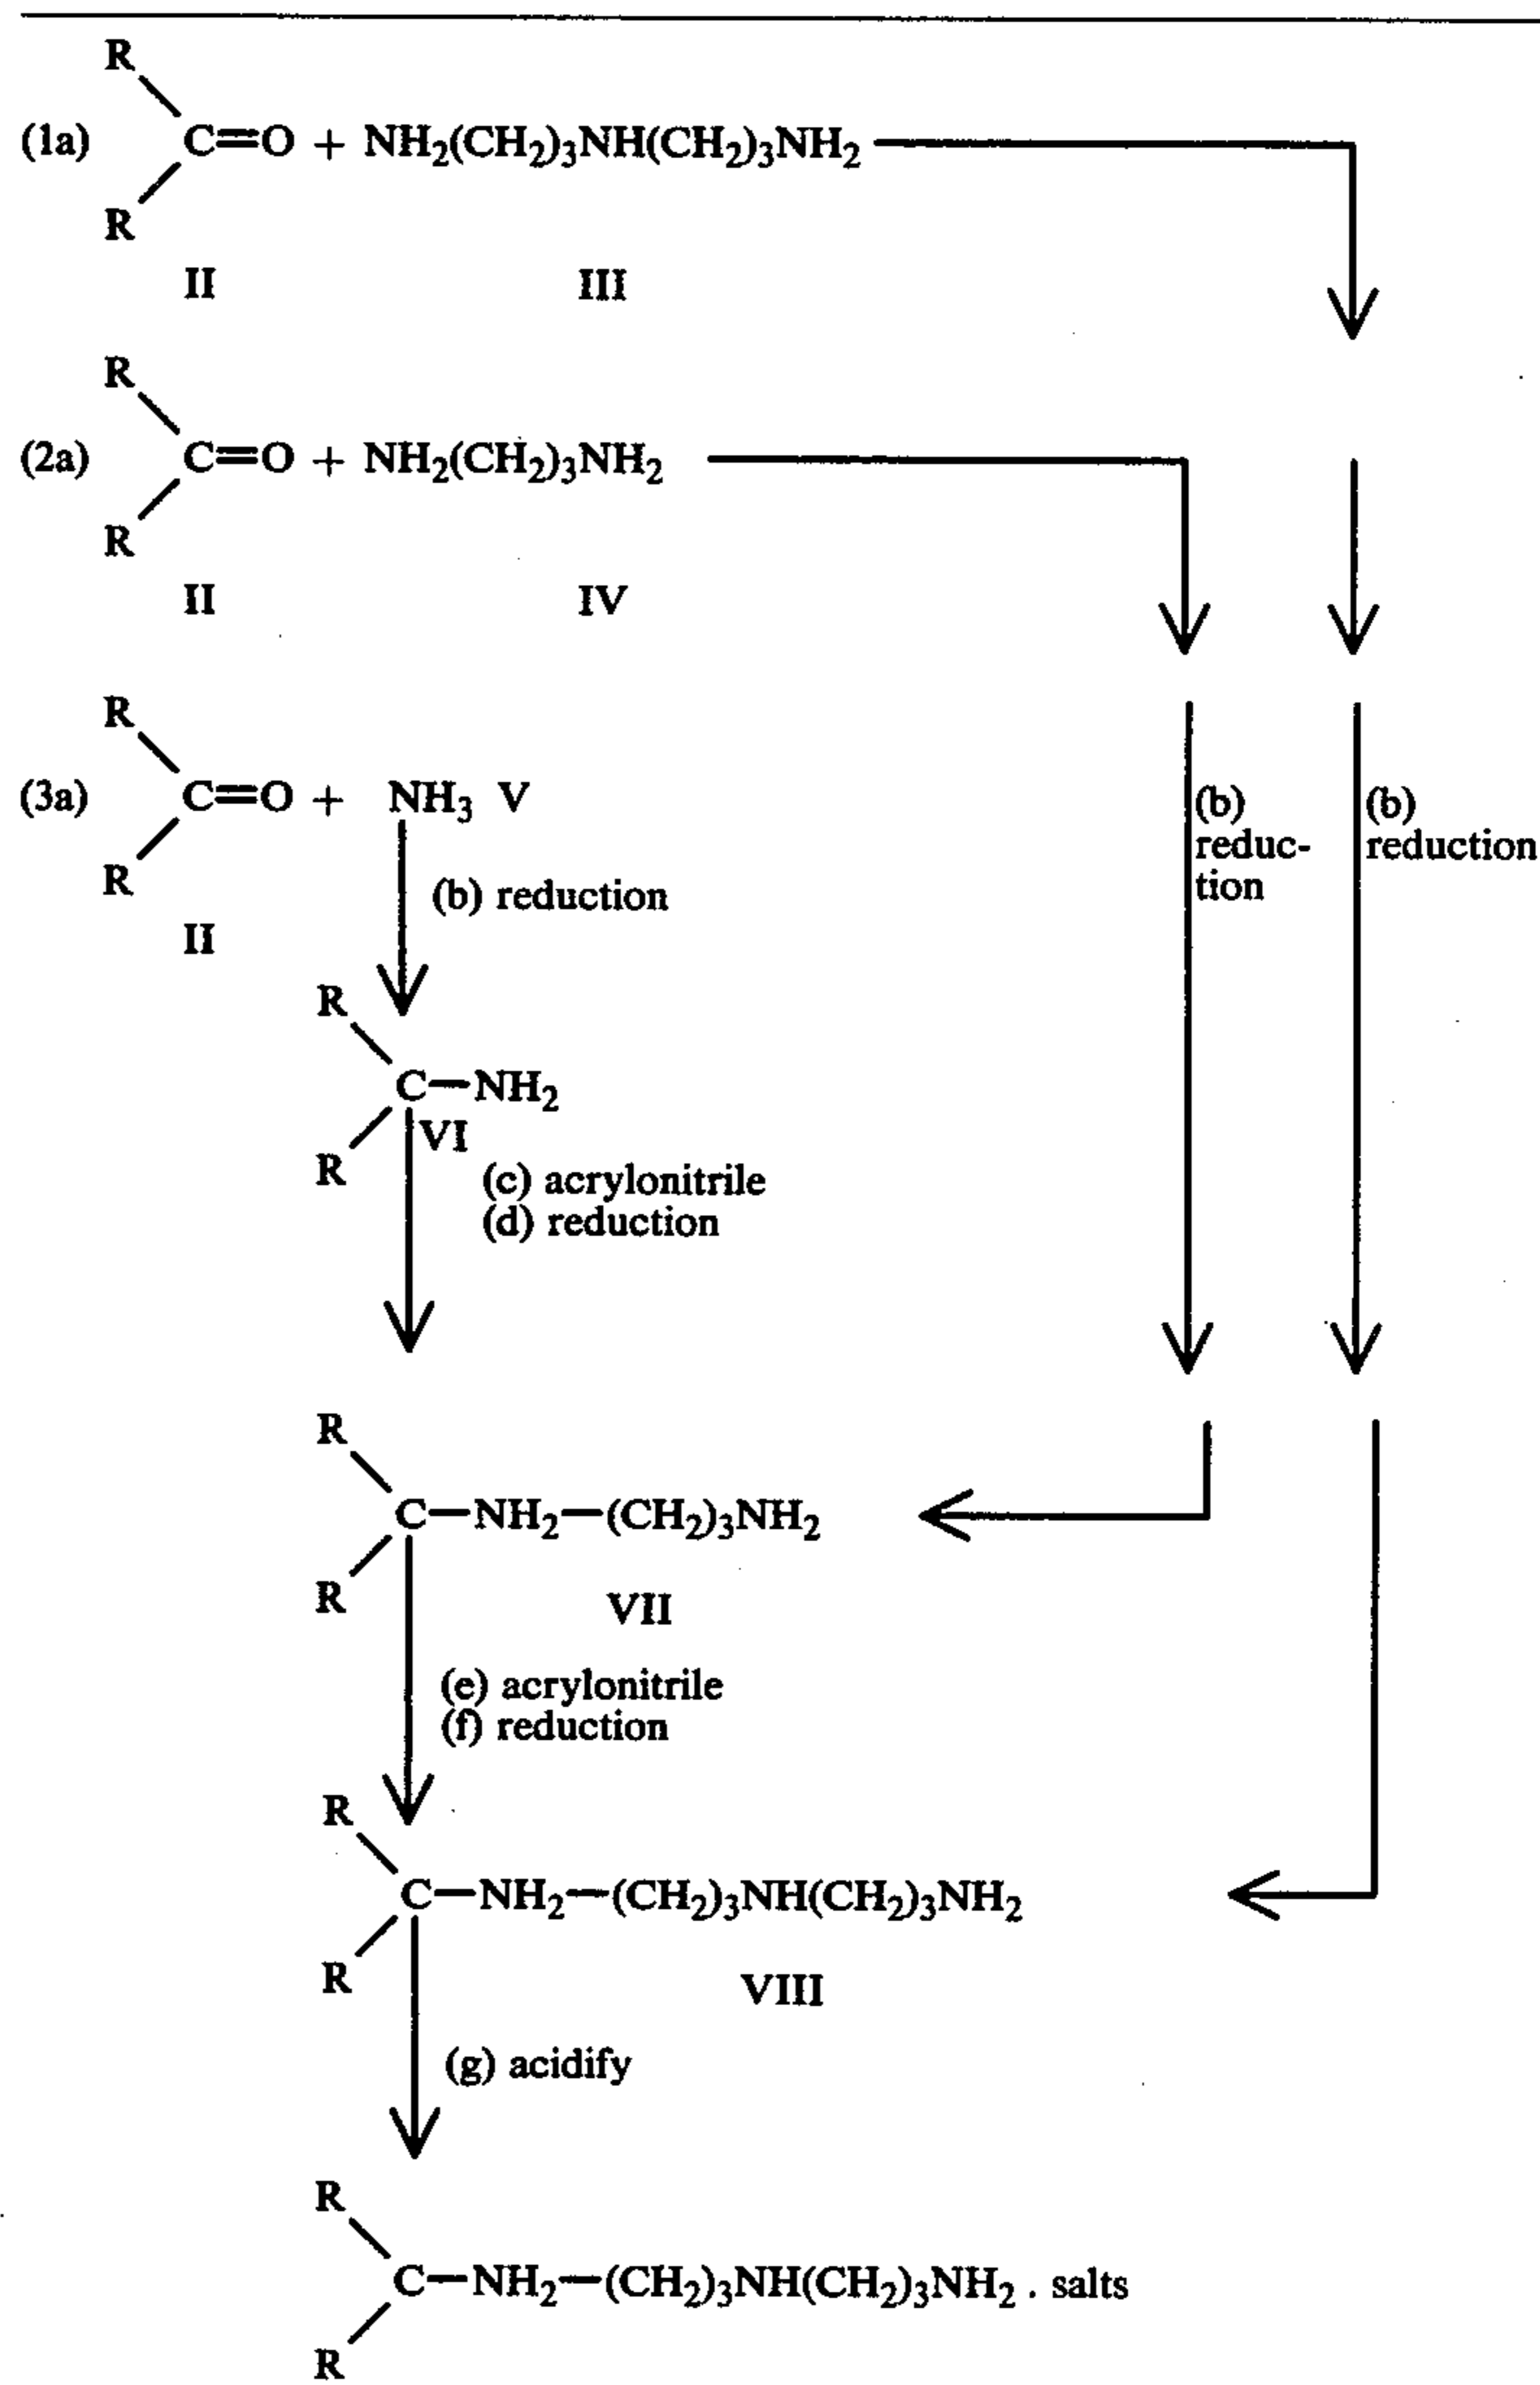 R
(1a) C=O + NH₂(CH₂)₃NH(CH₂)₃NH₂
R
II III
R
(2a) C=O + NH₂(CH₂)₃NH₂
R
II IV
R
(3a) C=O + NH₃ V
R
II
(b) reduction
(b)
reduc-
tion
(b)
reduction
R
C—NH₂
VI
R
(c) acrylonitrile
(d) reduction
R
C—NH₂—(CH₂)₃NH₂
R
VII
(e) acrylonitrile
(f) reduction
R
C—NH₂—(CH₂)₃NH(CH₂)₃NH₂
R
VIII
(g) acidify
R
C—NH₂—(CH₂)₃NH(CH₂)₃NH₂ . salts
R